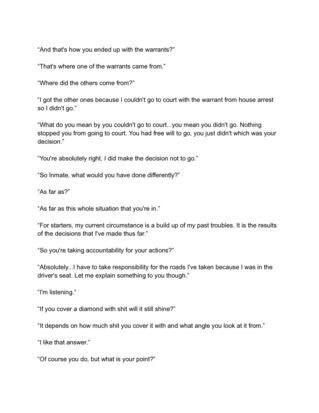 “And that's how you ended up with the warrants?”
“That's where one of the warrants came from.”
“Where did the others come from?”
“I got the other ones because I couldn't go to court with the warrant from house arrest
so I didn't go.”
“What do you mean by you couldn't go to court...you mean you didn't go. Nothing
stopped you from going to court. You had free will to go, you just didn't which was your
decision.”
“You're absolutely right, I did make the decision not to go.”
“So Inmate, what would you have done differently?”
“As far as?”
“As far as this whole situation that you're in.”
“For starters, my current circumstance is a build up of my past troubles. It is the results
of the decisions that I've made thus far.”
“So you're taking accountability for your actions?”
“Absolutely...I have to take responsibility for the roads I've taken because I was in the
driver's seat. Let me explain something to you though.”
“I'm listening.”
“If you cover a diamond with shit will it still shine?”
“It depends on how much shit you cover it with and what angle you look at it from.”
“I like that answer.”
“Of course you do, but what is your point?”